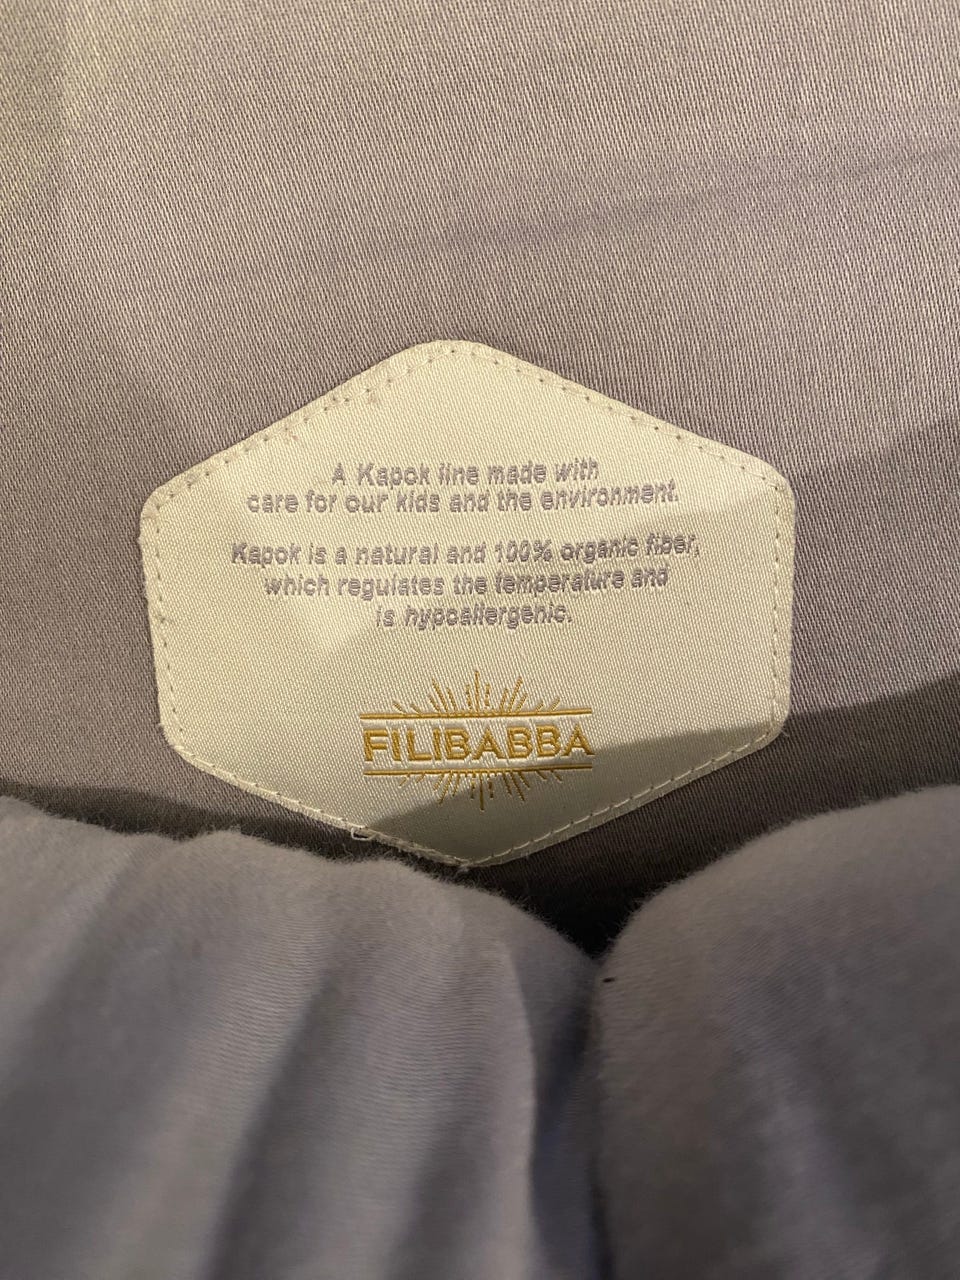 A Kapok line made with
care for our kids and the environment.
Kapok is a natural and 100% organic fiber,
which regulates the temperature and
is hypoallergenic.
FILIBABBA